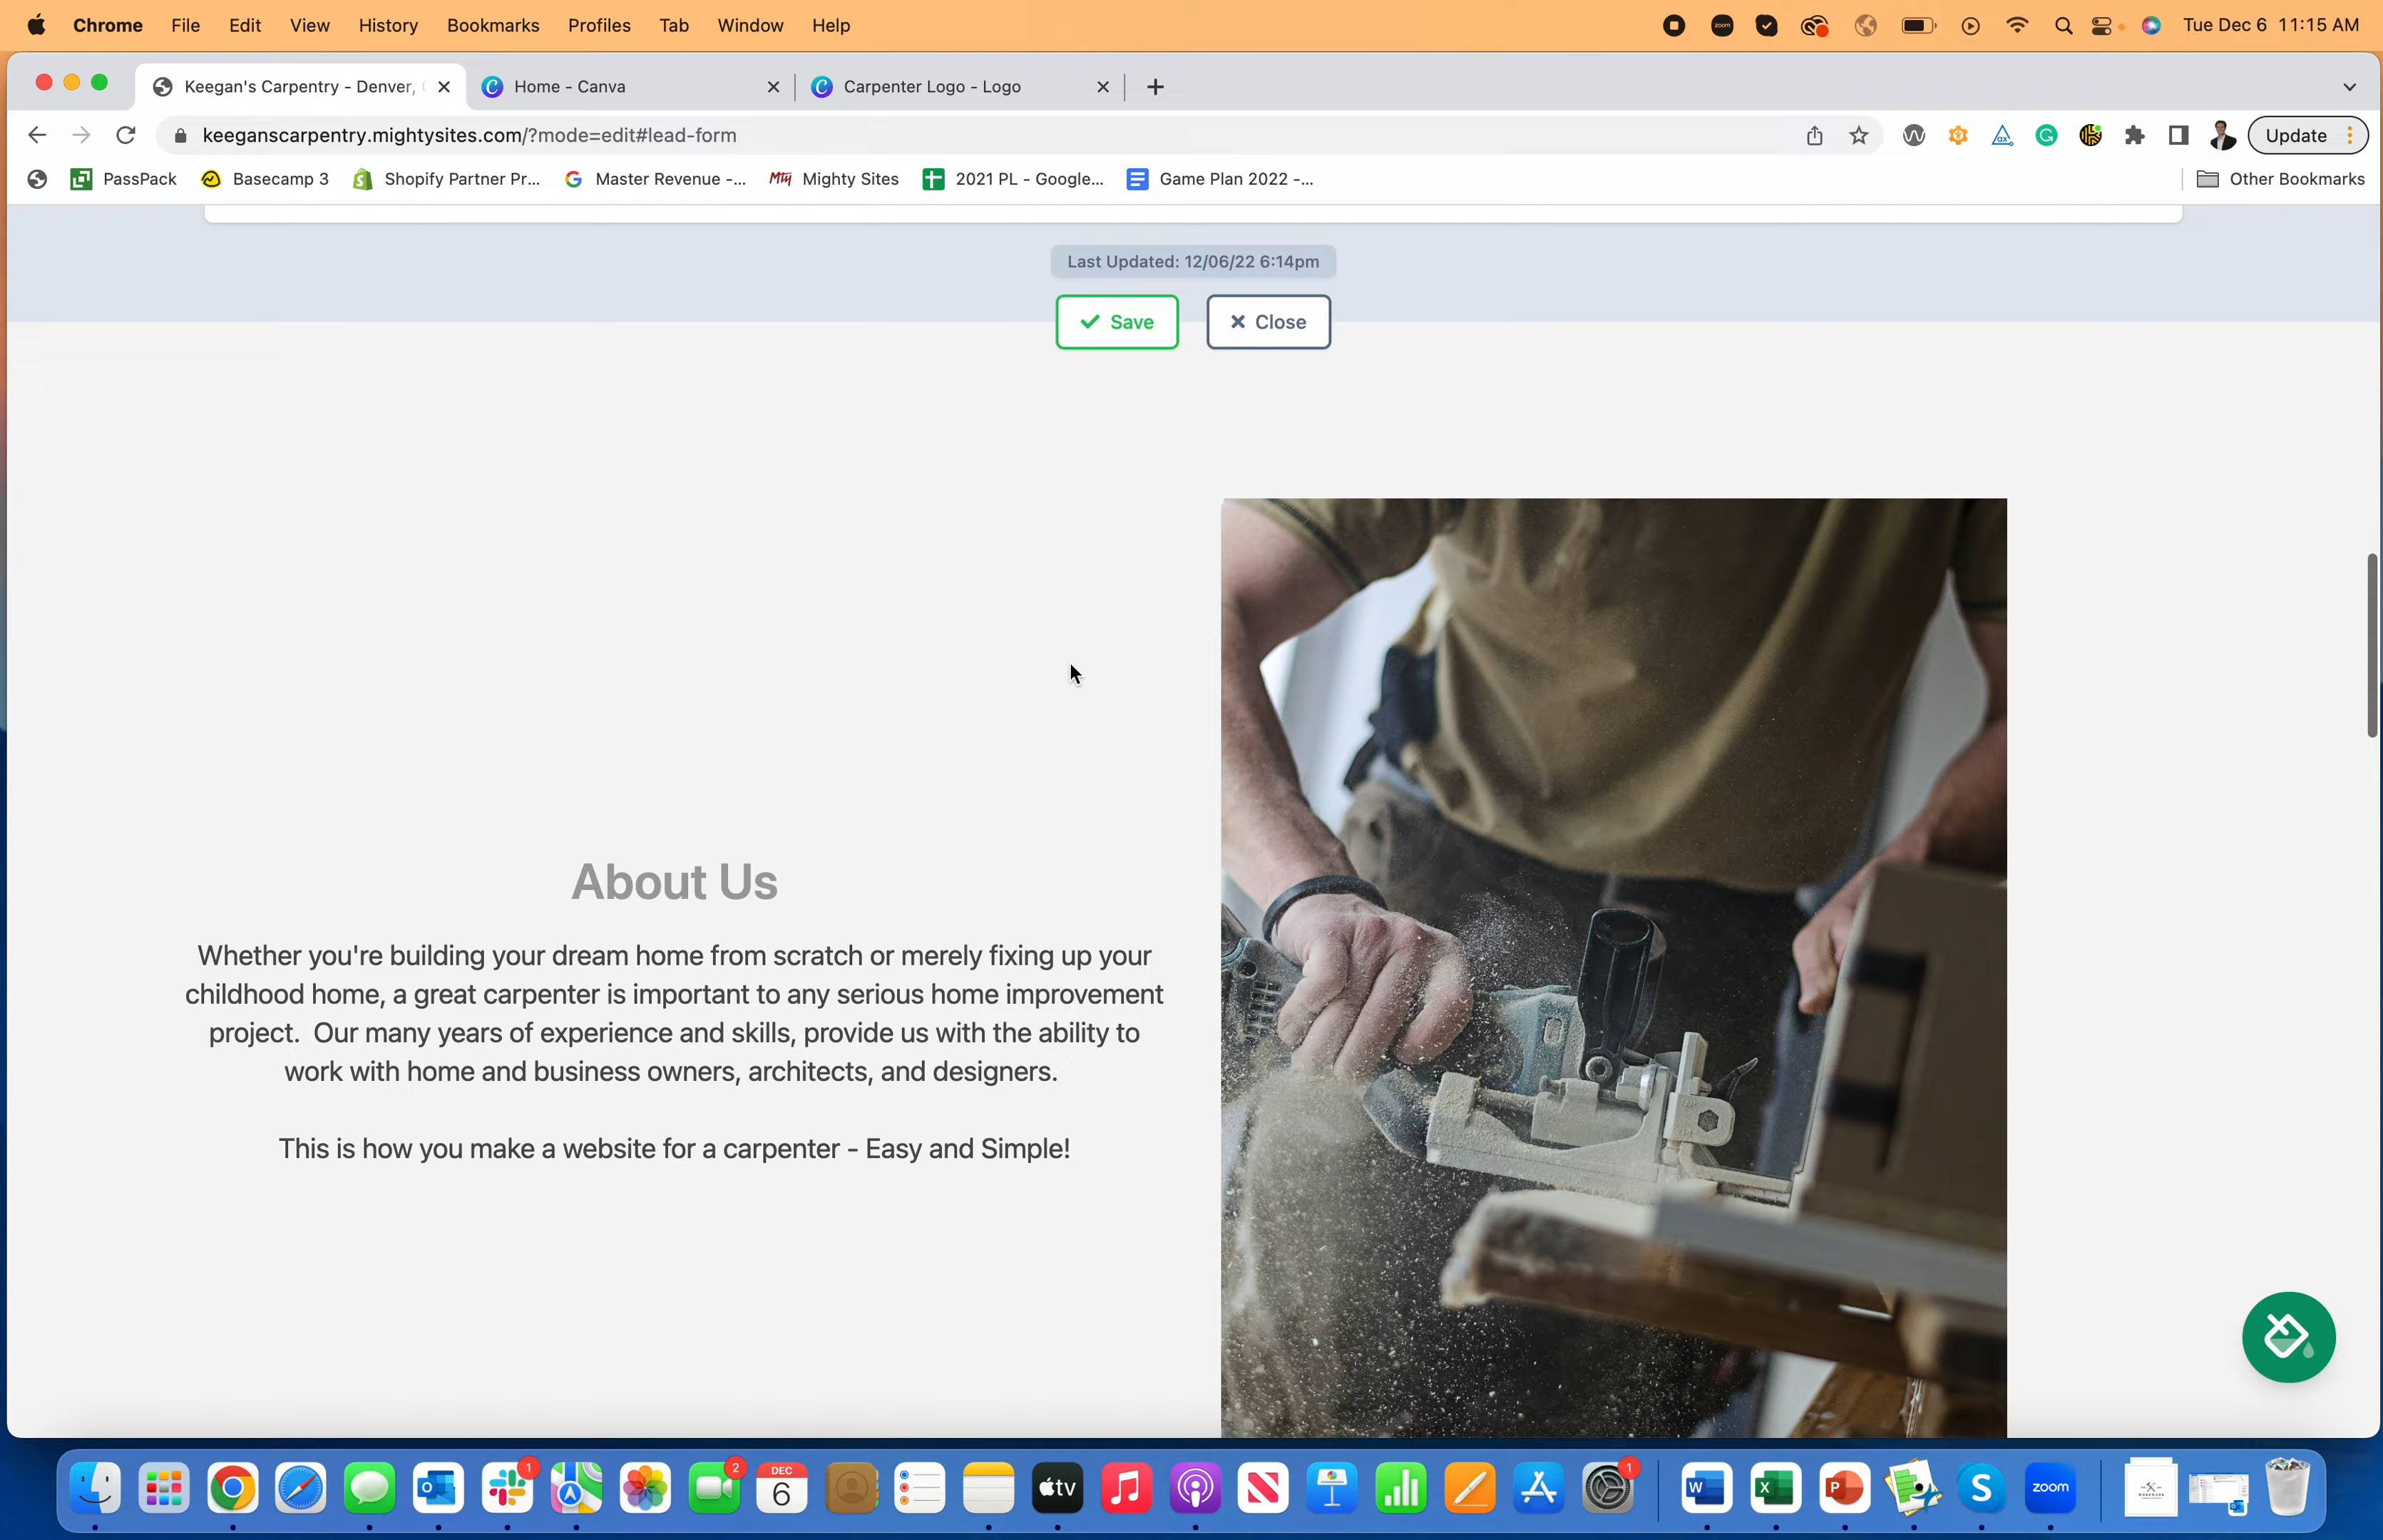 Chrome File Edit View History Bookmarks Profiles Tab Window Help
zoom
Tue Dec 6 11:15 AM
Keegan's Carpentry - Denver,
Home - Canva
Carpenter Logo - Logo
keeganscarpentry.mightysites.com/?mode=edit#lead-form
Update
PassPack
Basecamp 3
Shopify Partner Pr...
Master Revenue -...
Mighty Sites
2021 PL - Google...
Game Plan 2022 -...
Other Bookmarks
Last Updated: 12/06/22 6:14pm
Save
Close
About Us
Whether you're building your dream home from scratch or merely fixing up your
childhood home, a great carpenter is important to any serious home improvement
project. Our many years of experience and skills, provide us with the ability to
work with home and business owners, architects, and designers.
This is how you make a website for a carpenter - Easy and Simple!
1
2
DEC
6
tv
1
W
X
P
S
zoom